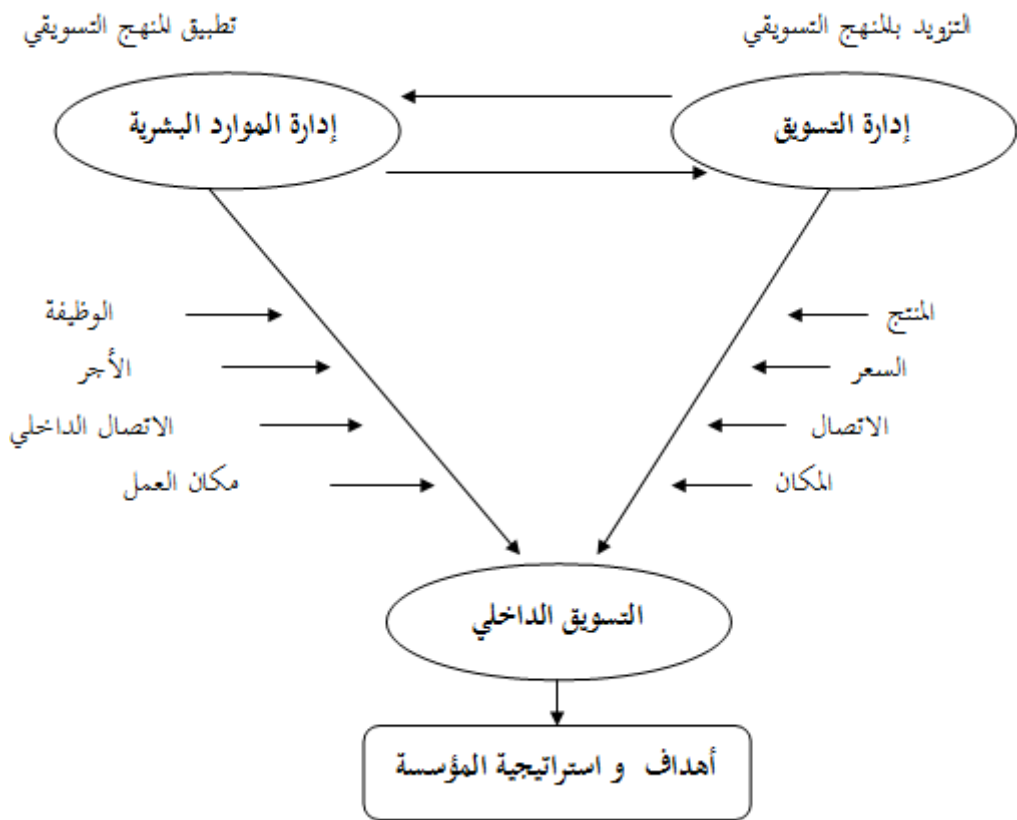 التزويد بالمنهج التسويقي
تطبيق المنهج التسويقي
إدارة التسويق
إدارة الموارد البشرية
المنتج
الوظيفة
السعر
الأجر
الاتصال
الاتصال الداخلي
المكان
مكان العمل
التسويق الداخلي
أهداف و استراتيجية المؤسسة